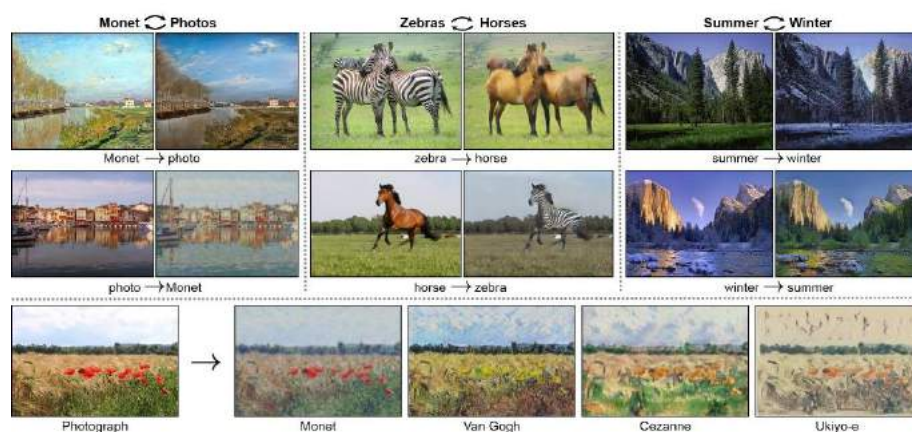 Monet Photos
Zebras Horses
Summer Winter
Monet → photo
zebra → horse
summer → winter
photo → Monet
horse → zebra
winter → summer
Photograph
Monet
Van Gogh
Cezanne
Ukiyo-e